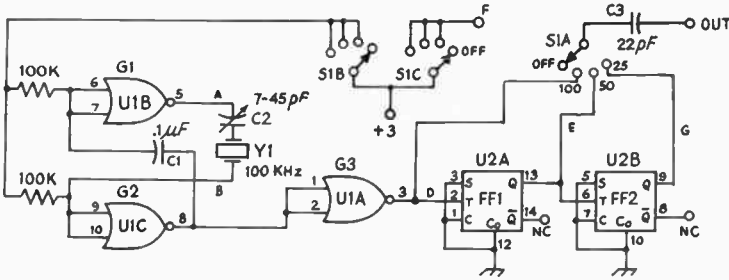 F
C3
OUT
22pF
S1A
OFF
100
50
25
S1B
S1C
OFF
+3
100K
G1
6
7
U1B
5
A
7-45pF
C2
Y1
100 KHz
B
.1µF
C1
E
G
100K
G2
9
10
U1C
8
G3
1
2
U1A
3
D
U2A
3
2
1
S
T
C
FF1
Q
Q̅
C₀
13
14
NC
12
U2B
5
6
7
S
T
C
FF2
Q
Q̅
C₀
9
8
NC
10